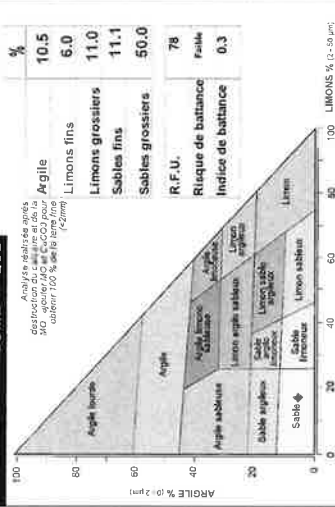 Analyse réalisée après
destruction du calcaire et de la
MO - ajouter MO et CaCO3 pour
obtenir 100 % de la terre fine
(<2mm)
%
Argile 10.5
Limons fins 6.0
Limons grossiers 11.0
Sables fins 11.1
Sables grossiers 50.0
R.F.U. 78
Risque de battance Faible
Indice de battance 0.3
ARGILE % (0 - 2 µm)
100
80
60
40
20
0
Argile lourde
Argile
Argile sableuse
Argile limono sableuse
Argile limoneuse
Limon argilo sableux
Limon argileux
Sable argileux
Sable argilo limoneux
Limon sablo argileux
Limon
Sable
Sable limoneux
Limon sableux
0 20 40 60 80 100
LIMONS % (2 - 50 µm)